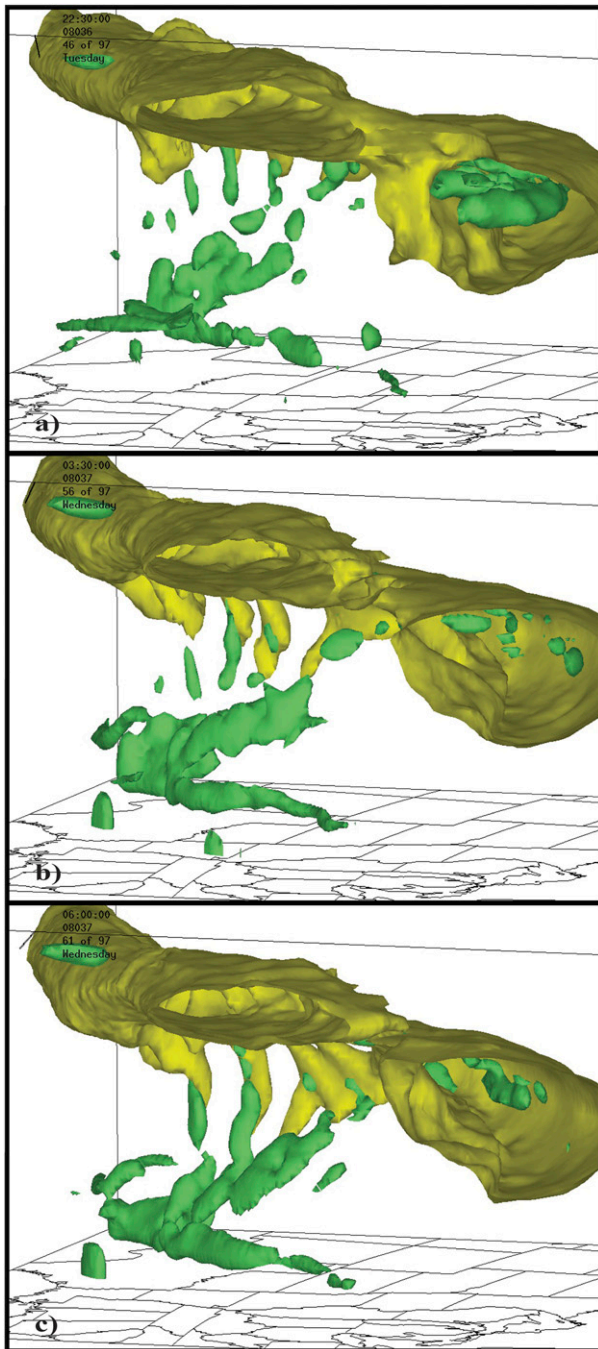 22:30:00
08036
46 of 97
Tuesday
a)
03:30:00
08037
56 of 97
Wednesday
b)
06:00:00
08037
61 of 97
Wednesday
c)